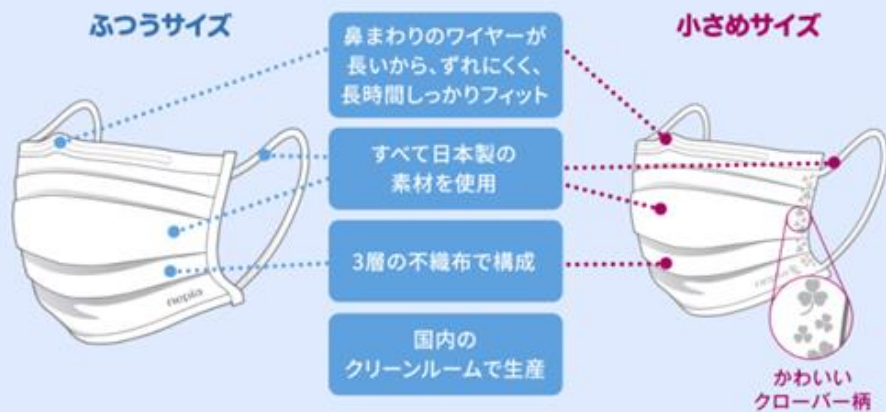 ふつうサイズ
小さめサイズ
鼻まわりのワイヤーが
長いから、ずれにくく、
長時間しっかりフィット
すべて日本製の
素材を使用
3層の不織布で構成
国内の
クリーンルームで生産
nepia
nepia
かわいい
クローバー柄